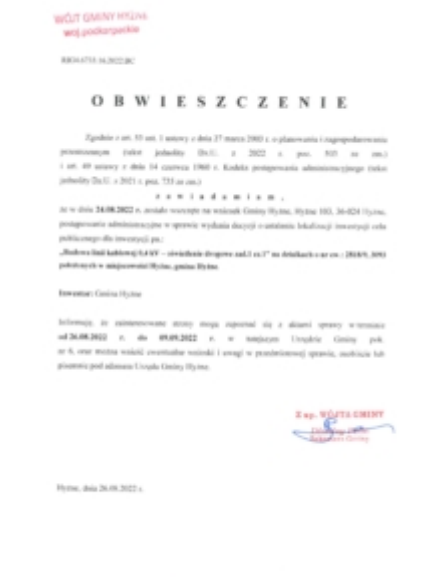 WÓJT GMINY HYŻNE
woj. podkarpackie
OBWIESZCZENIE
Zgodnie z art. 53 ust. 1 ustawy z dnia 27 marca 2003 r. o planowaniu i zagospodarowaniu
przestrzennym (tekst jednolity Dz.U. z 2022 r. poz. 503 ze zm.)
i art. 49 ustawy z dnia 14 czerwca 1960 r. Kodeks postępowania administracyjnego (tekst
jednolity Dz.U. z 2021 r. poz. 735 ze zm.)
zawiadamiam,
że w dniu 24.08.2022 r. zostało wszczęte na wniosek Gminy Hyżne, Hyżne 103, 36-024 Hyżne,
postępowanie administracyjne w sprawie wydania decyzji o ustaleniu lokalizacji inwestycji celu
publicznego dla inwestycji pn.:
„Budowa linii kablowej 0,4 kV – oświetlenie drogowe
położonych w miejscowości Hyżne, gmina Hyżne.
Inwestor: Gmina Hyżne
Informuję, że zainteresowane strony mogą zapoznać się z aktami sprawy w terminie
od 26.08.2022 r. do 09.09.2022 r. w tutejszym Urzędzie Gminy pok.
nr 6, oraz można wnieść ewentualne wnioski i uwagi w przedmiotowej sprawie, osobiście lub
pisemnie pod adresem Urzędu Gminy Hyżne.
Z up. WÓJTA GMINY
Sekretarz Gminy
Hyżne, dnia 26.08.2022 r.